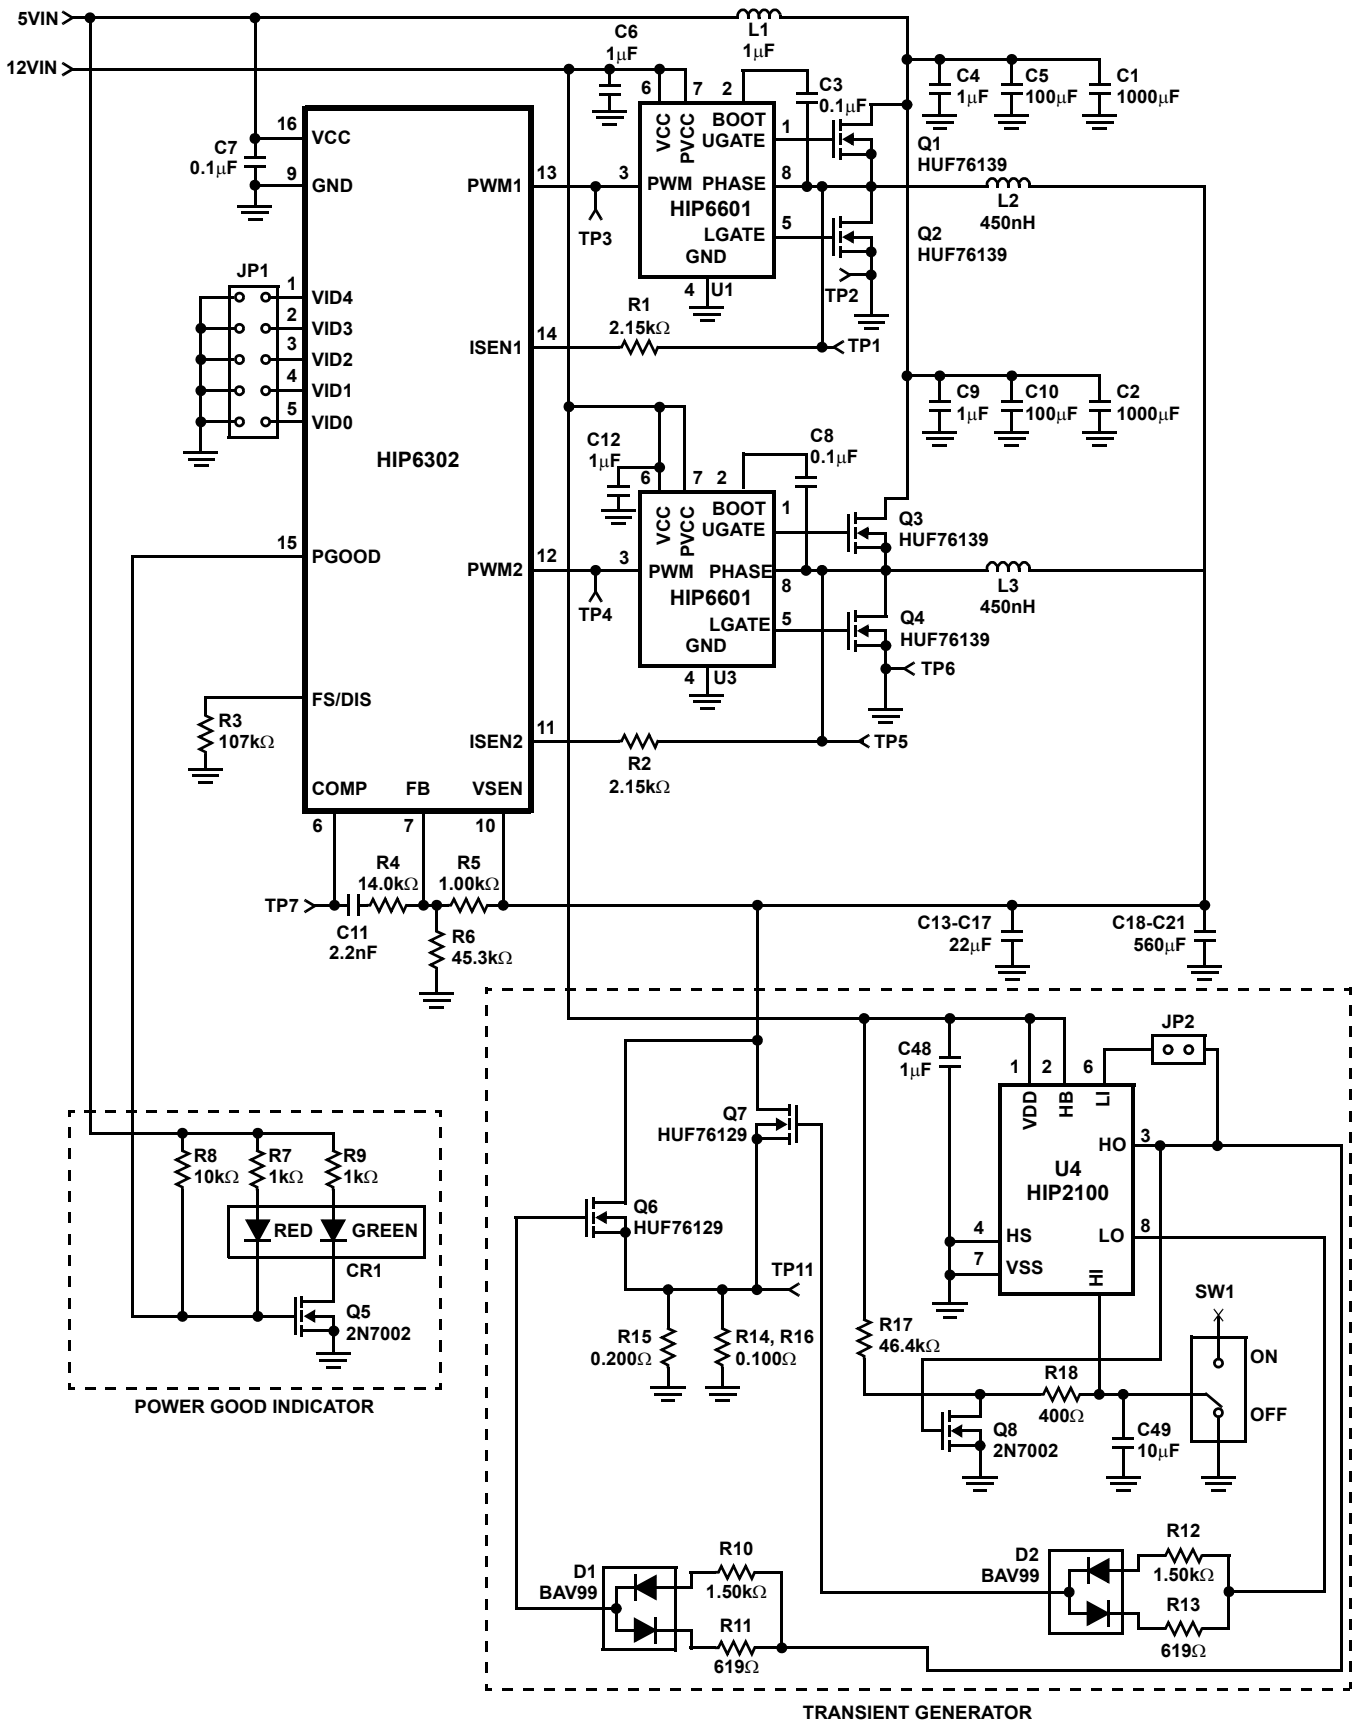 5VIN
12VIN
C6
1µF
L1
1µF
C3
0.1µF
C4
1µF
C5
100µF
C1
1000µF
6
7
2
VCC
PVCC
BOOT
UGATE
1
Q1
HUF76139
16
VCC
C7
0.1µF
9
GND
PWM1
13
TP3
3
PWM
PHASE
8
HIP6601
LGATE
5
GND
4
U1
L2
450nH
Q2
HUF76139
TP2
JP1
1
VID4
2
VID3
3
VID2
4
VID1
5
VID0
ISEN1
14
R1
2.15kΩ
TP1
C9
1µF
C10
100µF
C2
1000µF
HIP6302
C12
1µF
C8
0.1µF
6
7
2
VCC
PVCC
BOOT
UGATE
1
Q3
HUF76139
15
PGOOD
PWM2
12
TP4
3
PWM
PHASE
8
HIP6601
LGATE
5
GND
4
U3
L3
450nH
Q4
HUF76139
TP6
FS/DIS
R3
107kΩ
ISEN2
11
R2
2.15kΩ
TP5
COMP
FB
VSEN
6
7
10
R4
14.0kΩ
R5
1.00kΩ
TP7
C11
2.2nF
R6
45.3kΩ
C13-C17
22µF
C18-C21
560µF
JP2
C48
1µF
1
2
6
VDD
HB
LI
Q7
HUF76129
HO
3
U4
HIP2100
R8
10kΩ
R7
1kΩ
R9
1kΩ
RED
GREEN
CR1
Q5
2N7002
POWER GOOD INDICATOR
Q6
HUF76129
4
HS
LO
8
7
VSS
HI
TP11
SW1
R15
0.200Ω
R14, R16
0.100Ω
R17
46.4kΩ
ON
R18
400Ω
OFF
Q8
2N7002
C49
10µF
D1
BAV99
R10
1.50kΩ
R11
619Ω
D2
BAV99
R12
1.50kΩ
R13
619Ω
TRANSIENT GENERATOR